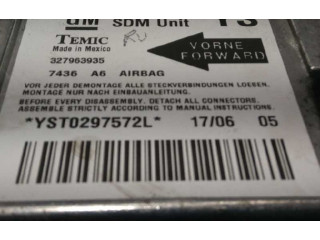 GM SDM Unit YS
TEMIC
Made in Mexico
VORNE
FORWARD
327963935
7436 A6 AIRBAG
VOR JEDER DEMONTAGE ALLE STECKVERBINDUNGEN LOESEN.
MONTAGE NUR NACH EINBAUANLEITUNG.
BEFORE EVERY DISASSEMBLY, DETACH ALL CONNECTORS.
ASSEMBLE STRICTLY ACCORDING TO MANUAL INSTRUCTIONS.
*YST0297572L* 17/06 05